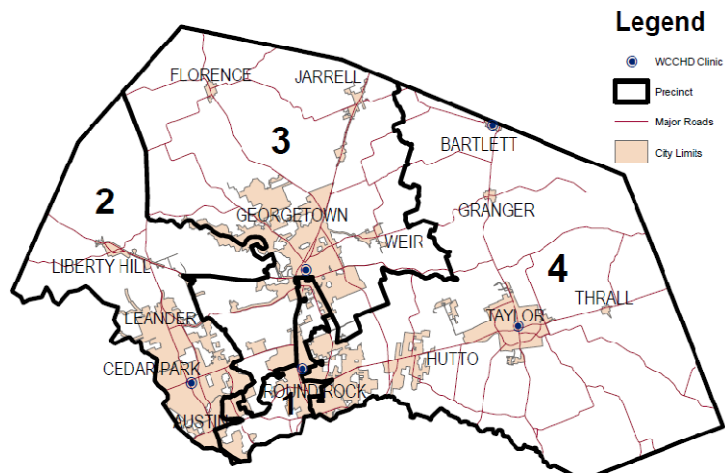 Legend
WCCHD Clinic
Precinct
Major Roads
City Limits
FLORENCE
JARRELL
3
BARTLETT
2
GEORGETOWN
GRANGER
WEIR
LIBERTY HILL
4
LEANDER
TAYLOR
THRALL
HUTTO
CEDAR PARK
ROUND ROCK
1
AUSTIN